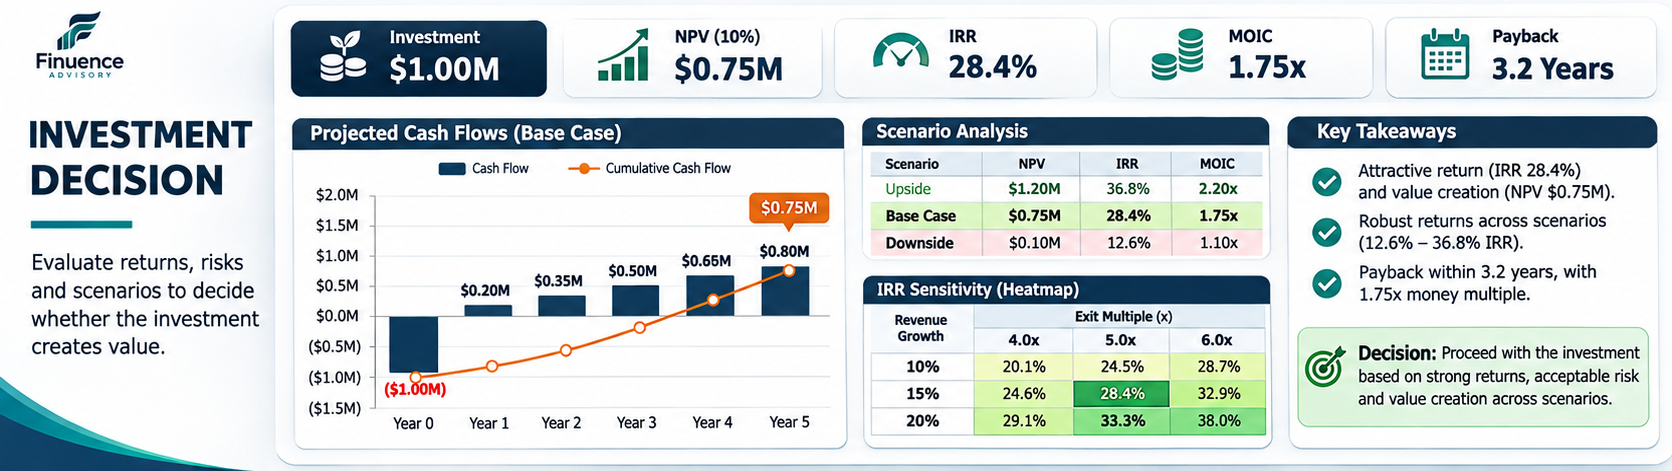 Finuence
ADVISORY
INVESTMENT
DECISION
Evaluate returns, risks
and scenarios to decide
whether the investment
creates value.
Investment
$1.00M
NPV (10%)
$0.75M
IRR
28.4%
MOIC
1.75x
Payback
3.2 Years
Projected Cash Flows (Base Case)
Cash Flow Cumulative Cash Flow
$2.0M
$1.5M
$1.0M
$0.5M
$0.0M
($0.5M)
($1.0M)
($1.5M)
($1.00M)
$0.20M
$0.35M
$0.50M
$0.65M
$0.80M
$0.75M
Year 0 Year 1 Year 2 Year 3 Year 4 Year 5
Scenario Analysis
Scenario NPV IRR MOIC
Upside $1.20M 36.8% 2.20x
Base Case $0.75M 28.4% 1.75x
Downside $0.10M 12.6% 1.10x
IRR Sensitivity (Heatmap)
Revenue
Growth
Exit Multiple (x)
4.0x 5.0x 6.0x
10% 20.1% 24.5% 28.7%
15% 24.6% 28.4% 32.9%
20% 29.1% 33.3% 38.0%
Key Takeaways
Attractive return (IRR 28.4%)
and value creation (NPV $0.75M).
Robust returns across scenarios
(12.6% – 36.8% IRR).
Payback within 3.2 years, with
1.75x money multiple.
Decision: Proceed with the investment
based on strong returns, acceptable risk
and value creation across scenarios.